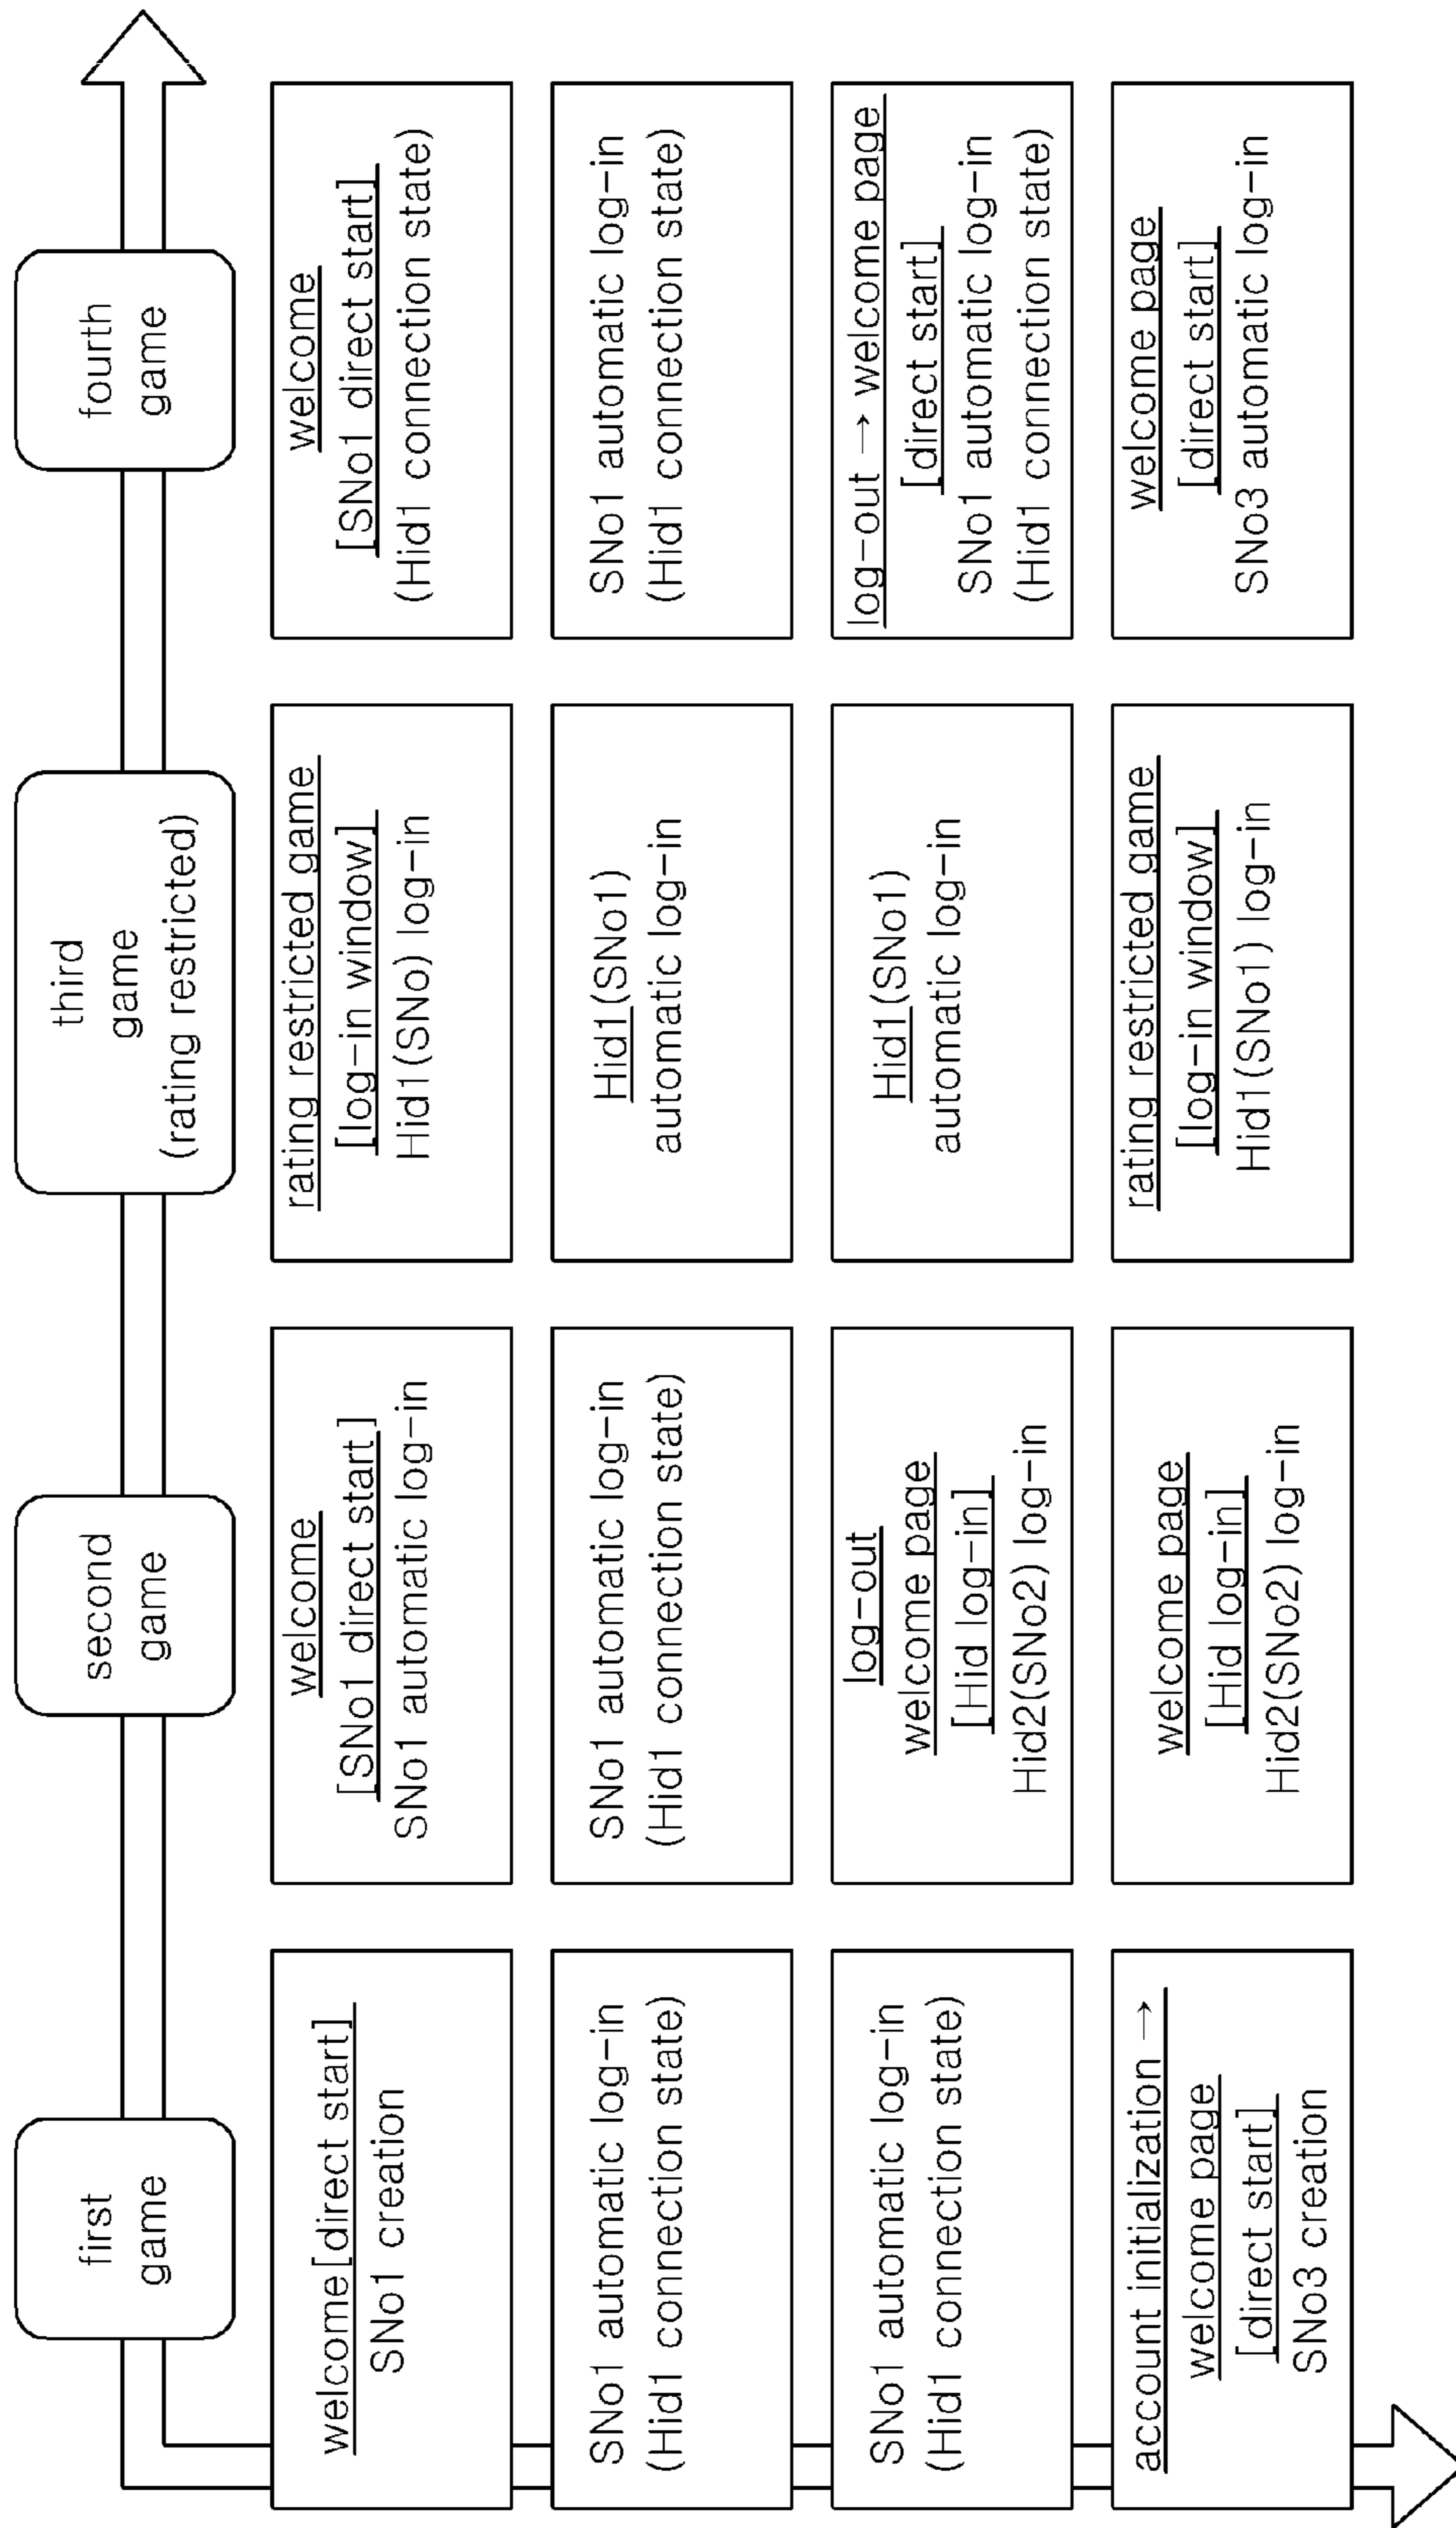 first
game
second
game
third
game
(rating restricted)
fourth
game
welcome[direct start]
SNo1 creation
welcome
[SNo1 direct start]
SNo1 automatic log-in
rating restricted game
[log-in window]
Hid1(SNo) log-in
welcome
[SNo1 direct start]
(Hid1 connection state)
SNo1 automatic log-in
(Hid1 connection state)
SNo1 automatic log-in
(Hid1 connection state)
Hid1(SNo1)
automatic log-in
SNo1 automatic log-in
(Hid1 connection state)
SNo1 automatic log-in
(Hid1 connection state)
log-out
welcome page
[Hid log-in]
Hid2(SNo2) log-in
Hid1(SNo1)
automatic log-in
log-out → welcome page
[direct start]
SNo1 automatic log-in
(Hid1 connection state)
account initialization →
welcome page
[direct start]
SNo3 creation
welcome page
[Hid log-in]
Hid2(SNo2) log-in
rating restricted game
[log-in window]
Hid1(SNo1) log-in
welcome page
[direct start]
SNo3 automatic log-in